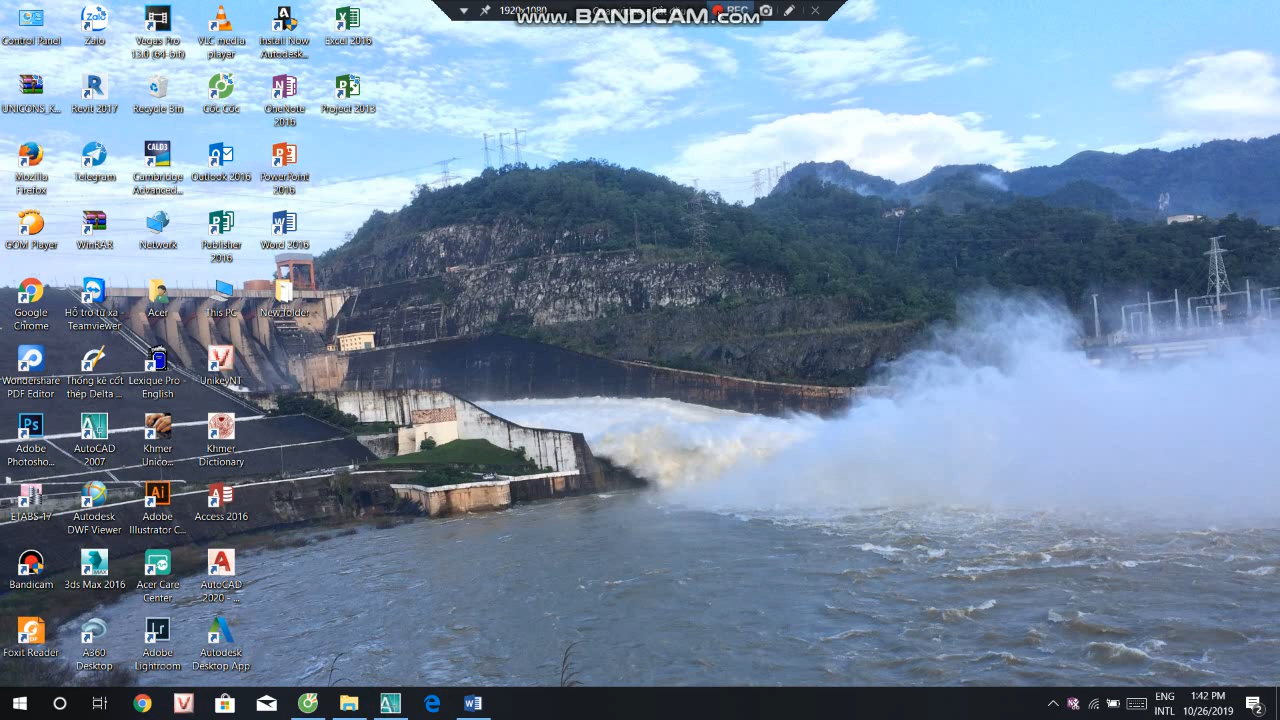 1920x1080
REC
www.BANDICAM.com
Control Panel
Zalo
Vegas Pro
13.0 (64-bit)
VLC media
player
Install Now
Autodesk...
Excel 2016
UNICONS_K...
Revit 2017
Recycle Bin
Cốc Cốc
OneNote
2016
Project 2013
Mozilla
Firefox
Telegram
CALD3
Cambridge
Advanced...
Outlook 2016
PowerPoint
2016
GOM Player
WinRAR
Network
Publisher
2016
Word 2016
Google
Chrome
Hỗ trợ từ xa -
Teamviewer
Acer
This PC
New folder
Wondershare
PDF Editor
Thống kê cốt
thép Delta ...
Lexique Pro -
English
UnikeyNT
Ps
Adobe
Photosho...
AutoCAD
2007
Khmer
Unico...
Khmer
Dictionary
ETABS 17
Autodesk
DWF Viewer
Ai
Adobe
Illustrator C...
Access 2016
Bandicam
3ds Max 2016
Acer Care
Center
AutoCAD
2020 - ...
Foxit Reader
A360
Desktop
Lr
Adobe
Lightroom
Autodesk
Desktop App
ENG
INTL
1:42 PM
10/26/2019
2